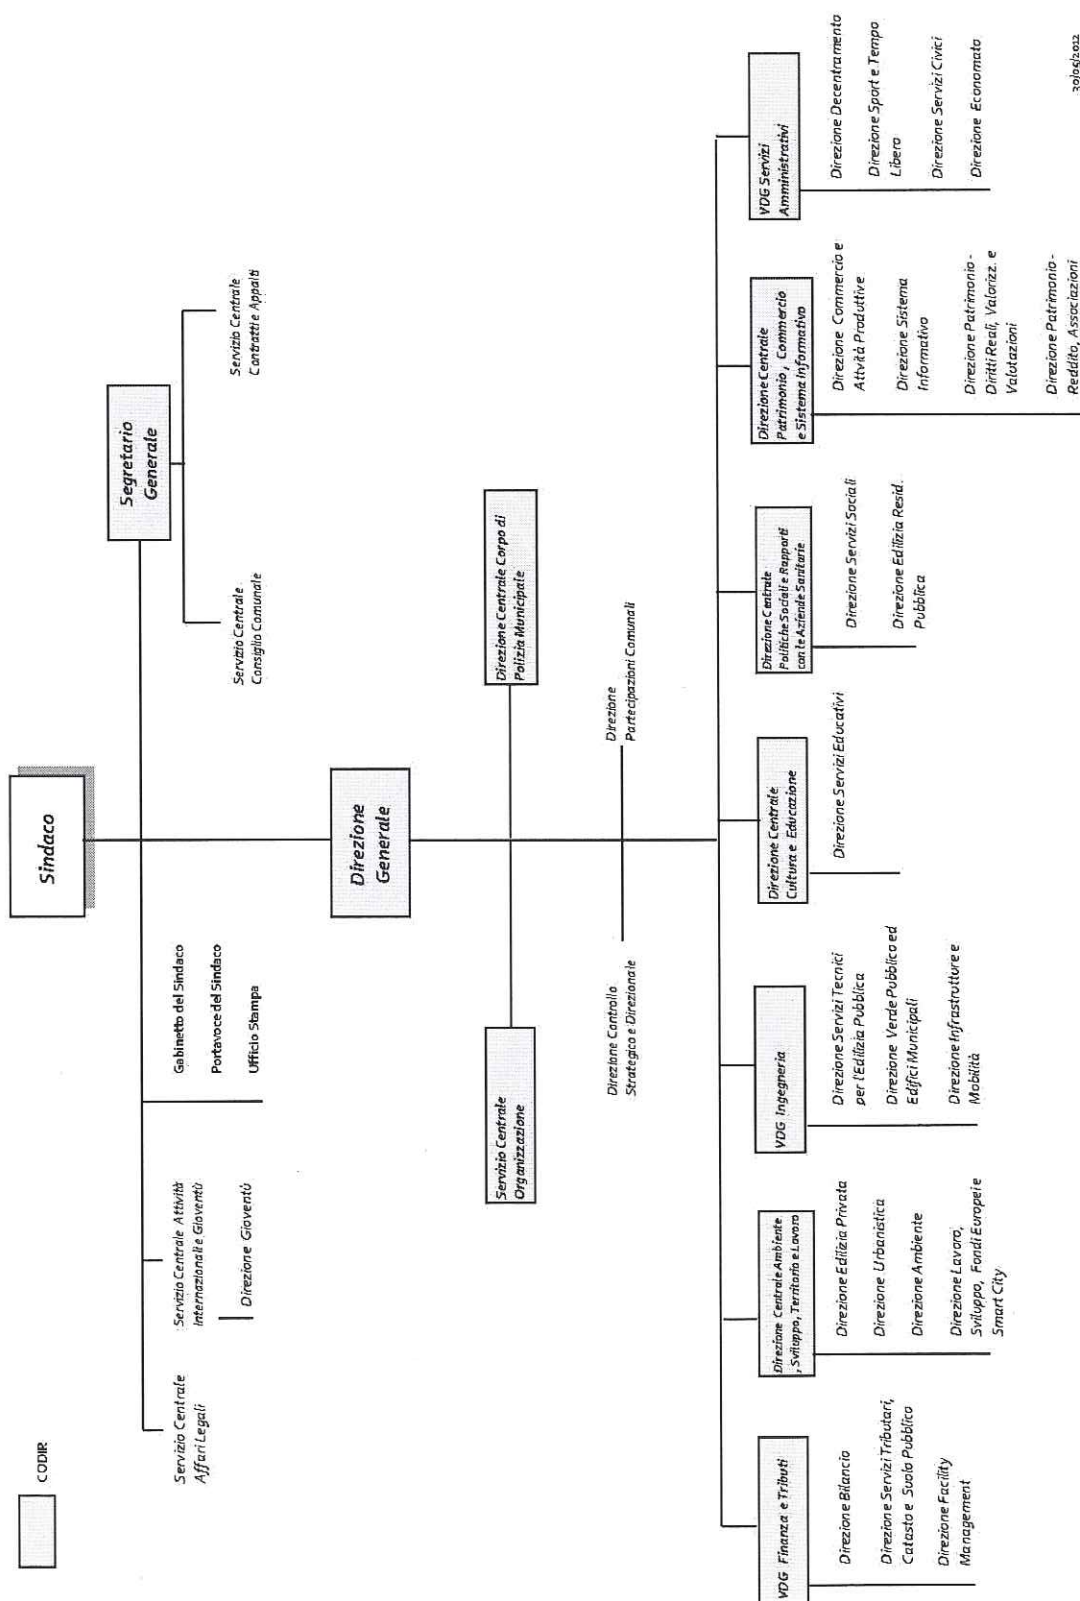 CODIR
Sindaco
Segretario
Generale
Servizio Centrale
Affari Legali
Servizio Centrale Attività
Internazionali e Gioventù
Direzione Gioventù
Gabinetto del Sindaco
Portavoce del Sindaco
Ufficio Stampa
Servizio Centrale
Consiglio Comunale
Servizio Centrale
Contratti e Appalti
Direzione
Generale
Servizio Centrale
Organizzazione
Direzione Centrale Corpo di
Polizia Municipale
Direzione Controllo
Strategico e Direzionale
Direzione
Partecipazioni Comunali
VDG Finanza e Tributi
Direzione Bilancio
Direzione Servizi Tributari,
Catasto e Suolo Pubblico
Direzione Facility
Management
Direzione Centrale Ambiente
, Sviluppo, Territorio e Lavoro
Direzione Edilizia Privata
Direzione Urbanistica
Direzione Ambiente
Direzione Lavoro,
Sviluppo, Fondi Europei e
Smart City
VDG Ingegneria
Direzione Servizi Tecnici
per l'Edilizia Pubblica
Direzione Verde Pubblico ed
Edifici Municipali
Direzione Infrastrutture e
Mobilità
Direzione Centrale
Cultura e Educazione
Direzione Servizi Educativi
Direzione Centrale
Politiche Sociali e Rapporti
con le Aziende Sanitarie
Direzione Servizi Sociali
Direzione Edilizia Resid.
Pubblica
Direzione Centrale
Patrimonio , Commercio
e Sistema Informativo
Direzione Commercio e
Attvità Produttive
Direzione Sistema
Informativo
Direzione Patrimonio -
Diritti Reali, Valorizz. e
Valutazioni
Direzione Patrimonio -
Reddito, Associazioni
VDG Servizi
Amministrativi
Direzione Decentramento
Direzione Sport e Tempo
Libero
Direzione Servizi Civici
Direzione Economato